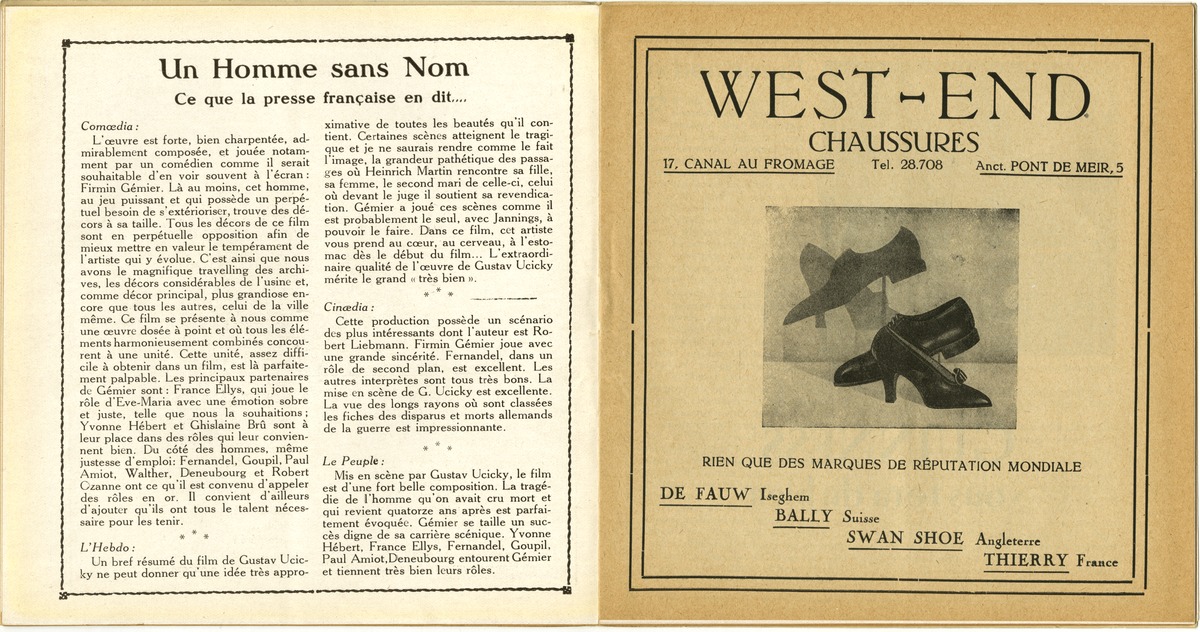 Un Homme sans Nom
Ce que la presse française en dit....
Comœdia :
L'œuvre est forte, bien charpentée, ad-
mirablement composée, et jouée notam-
ment par un comédien comme il serait
souhaitable d'en voir souvent à l'écran :
Firmin Gémier. Là au moins, cet homme,
au jeu puissant et qui possède un perpé-
tuel besoin de s'extérioriser, trouve des dé-
cors à sa taille. Tous les décors de ce film
sont en perpétuelle opposition afin de
mieux mettre en valeur le tempérament de
l'artiste qui y évolue. C'est ainsi que nous
avons le magnifique travelling des archi-
ves, les décors considérables de l'usine et,
comme décor principal, plus grandiose en-
core que tous les autres, celui de la ville
même. Ce film se présente à nous comme
une œuvre dosée à point et où tous les élé-
ments harmonieusement combinés concou-
rent à une unité. Cette unité, assez diffi-
cile à obtenir dans un film, est là parfaite-
ment palpable. Les principaux partenaires
de Gémier sont : France Ellys, qui joue le
rôle d'Eve-Maria avec une émotion sobre
et juste, telle que nous la souhaitions ;
Yvonne Hébert et Ghislaine Brû sont à
leur place dans des rôles qui leur convien-
nent bien. Du côté des hommes, même
justesse d'emploi: Fernandel, Goupil, Paul
Amiot, Walther, Deneubourg et Robert
Ozanne ont ce qu'il est convenu d'appeler
des rôles en or. Il convient d'ailleurs
d'ajouter qu'ils ont tous le talent néces-
saire pour les tenir.
* * *
L'Hebdo :
Un bref résumé du film de Gustav Ucic-
ky ne peut donner qu'une idée très appro-
ximative de toutes les beautés qu'il con-
tient. Certaines scènes atteignent le tragi-
que et je ne saurais rendre comme le fait
l'image, la grandeur pathétique des passa-
ges où Heinrich Martin rencontre sa fille,
sa femme, le second mari de celle-ci, celui
où devant le juge il soutient sa revendica-
tion. Gémier a joué ces scènes comme il
est probablement le seul, avec Jannings, à
pouvoir le faire. Dans ce film, cet artiste
vous prend au cœur, au cerveau, à l'esto-
mac dès le début du film... L'extraordi-
naire qualité de l'œuvre de Gustav Ucicky
mérite le grand « très bien ».
* * *
Cinœdia :
Cette production possède un scénario
des plus intéressants dont l'auteur est Ro-
bert Liebmann. Firmin Gémier joue avec
une grande sincérité. Fernandel, dans un
rôle de second plan, est excellent. Les
autres interprètes sont tous très bons. La
mise en scène de G. Ucicky est excellente.
La vue des longs rayons où sont classées
les fiches des disparus et morts allemands
de la guerre est impressionnante.
* * *
Le Peuple :
Mis en scène par Gustav Ucicky, le film
est d'une fort belle composition. La tragé-
die de l'homme qu'on avait cru mort et
qui revient quatorze ans après est parfai-
tement évoquée. Gémier se taille un suc-
cès digne de sa carrière scénique. Yvonne
Hébert, France Ellys, Fernandel, Goupil,
Paul Amiot,Deneubourg entourent Gémier
et tiennent très bien leurs rôles.
WEST-END
CHAUSSURES
17, CANAL AU FROMAGE Tel. 28.708 Anct. PONT DE MEIR, 5
RIEN QUE DES MARQUES DE RÉPUTATION MONDIALE
DE FAUW Iseghem
BALLY Suisse
SWAN SHOE Angleterre
THIERRY France